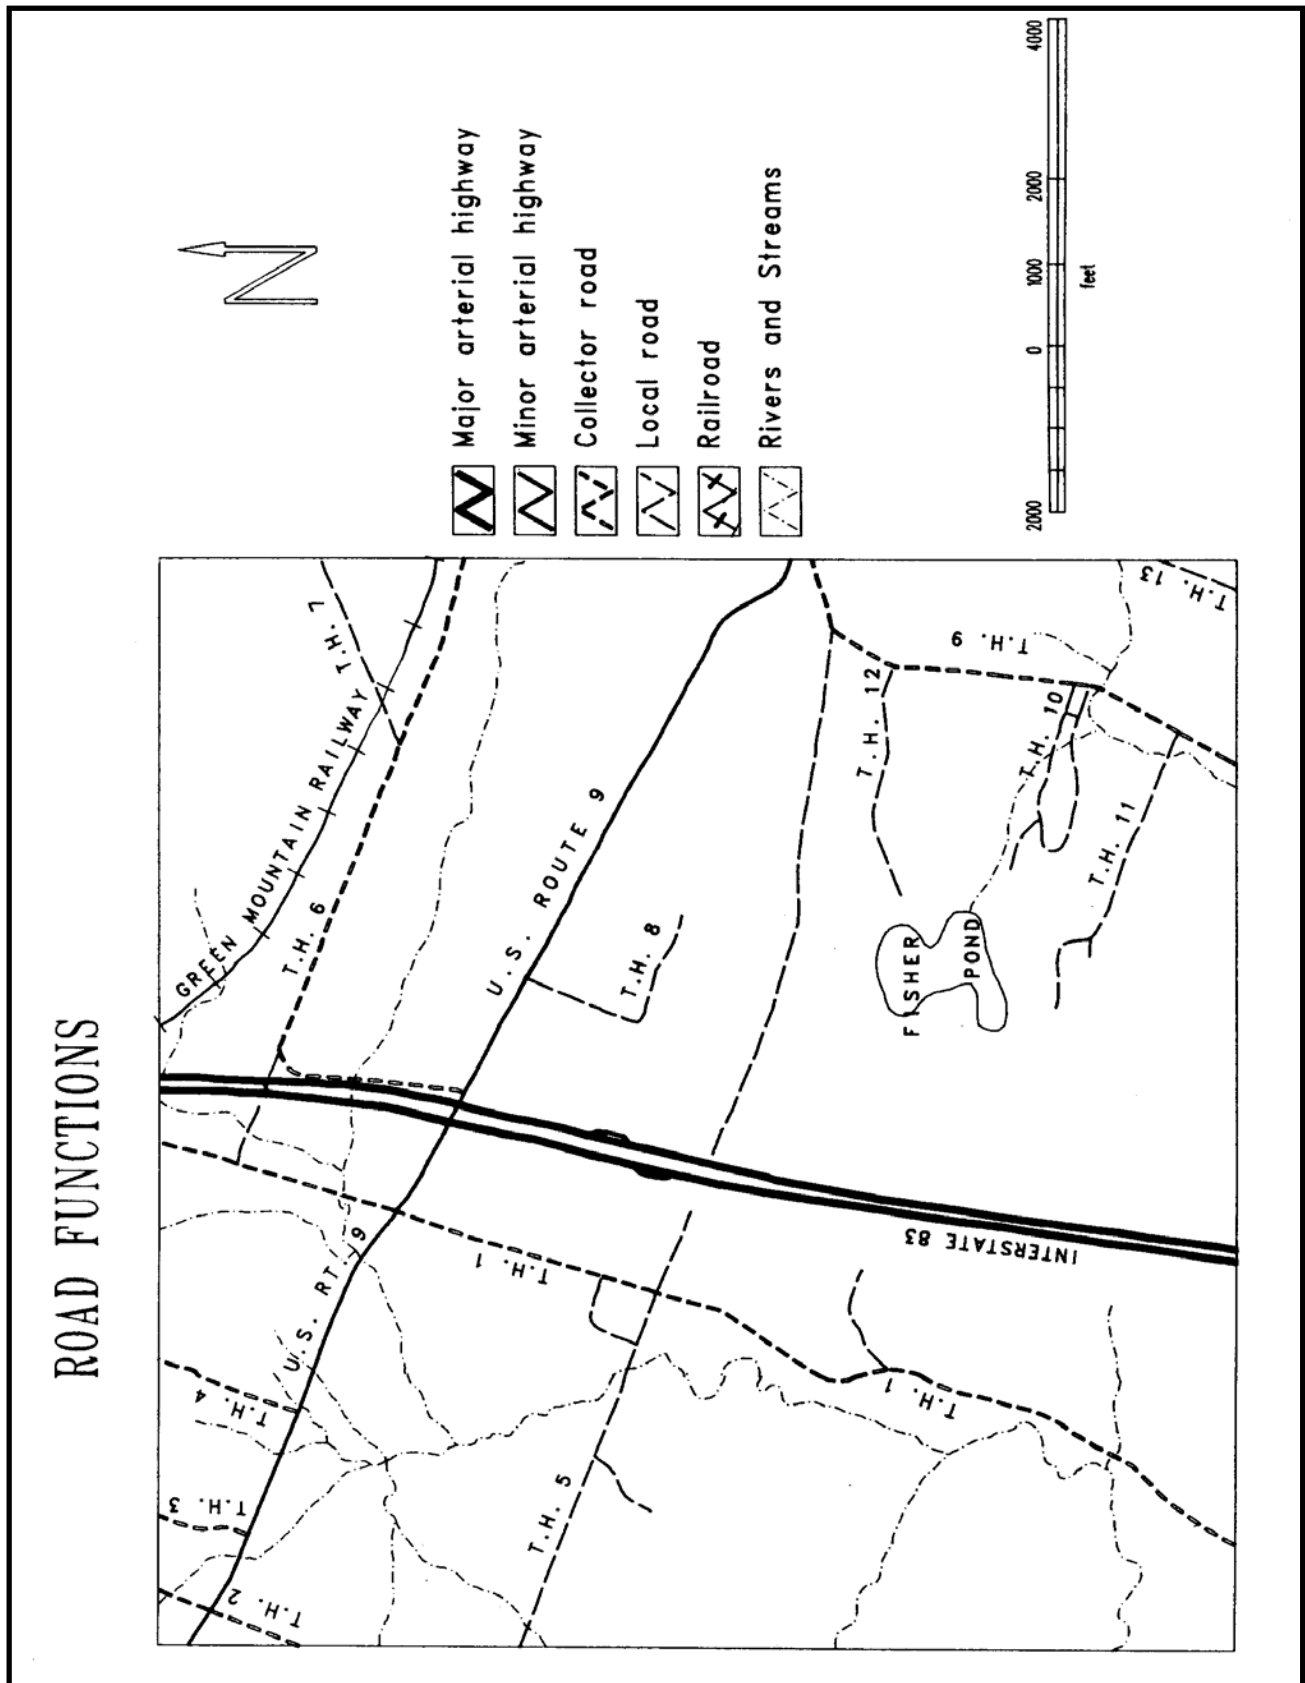 ROAD FUNCTIONS
Major arterial highway
Minor arterial highway
Collector road
Local road
Railroad
Rivers and Streams
2000 0 1000 2000 4000
feet
GREEN MOUNTAIN RAILWAY
T.H. 7
T.H. 6
U.S. ROUTE 9
T.H. 8
T.H. 12
T.H. 9
T.H. 10
T.H. 11
T.H. 13
FISHER
POND
INTERSTATE 83
U.S. RT. 9
T.H. 1
T.H. 1
T.H. 4
T.H. 3
T.H. 2
T.H. 5
N